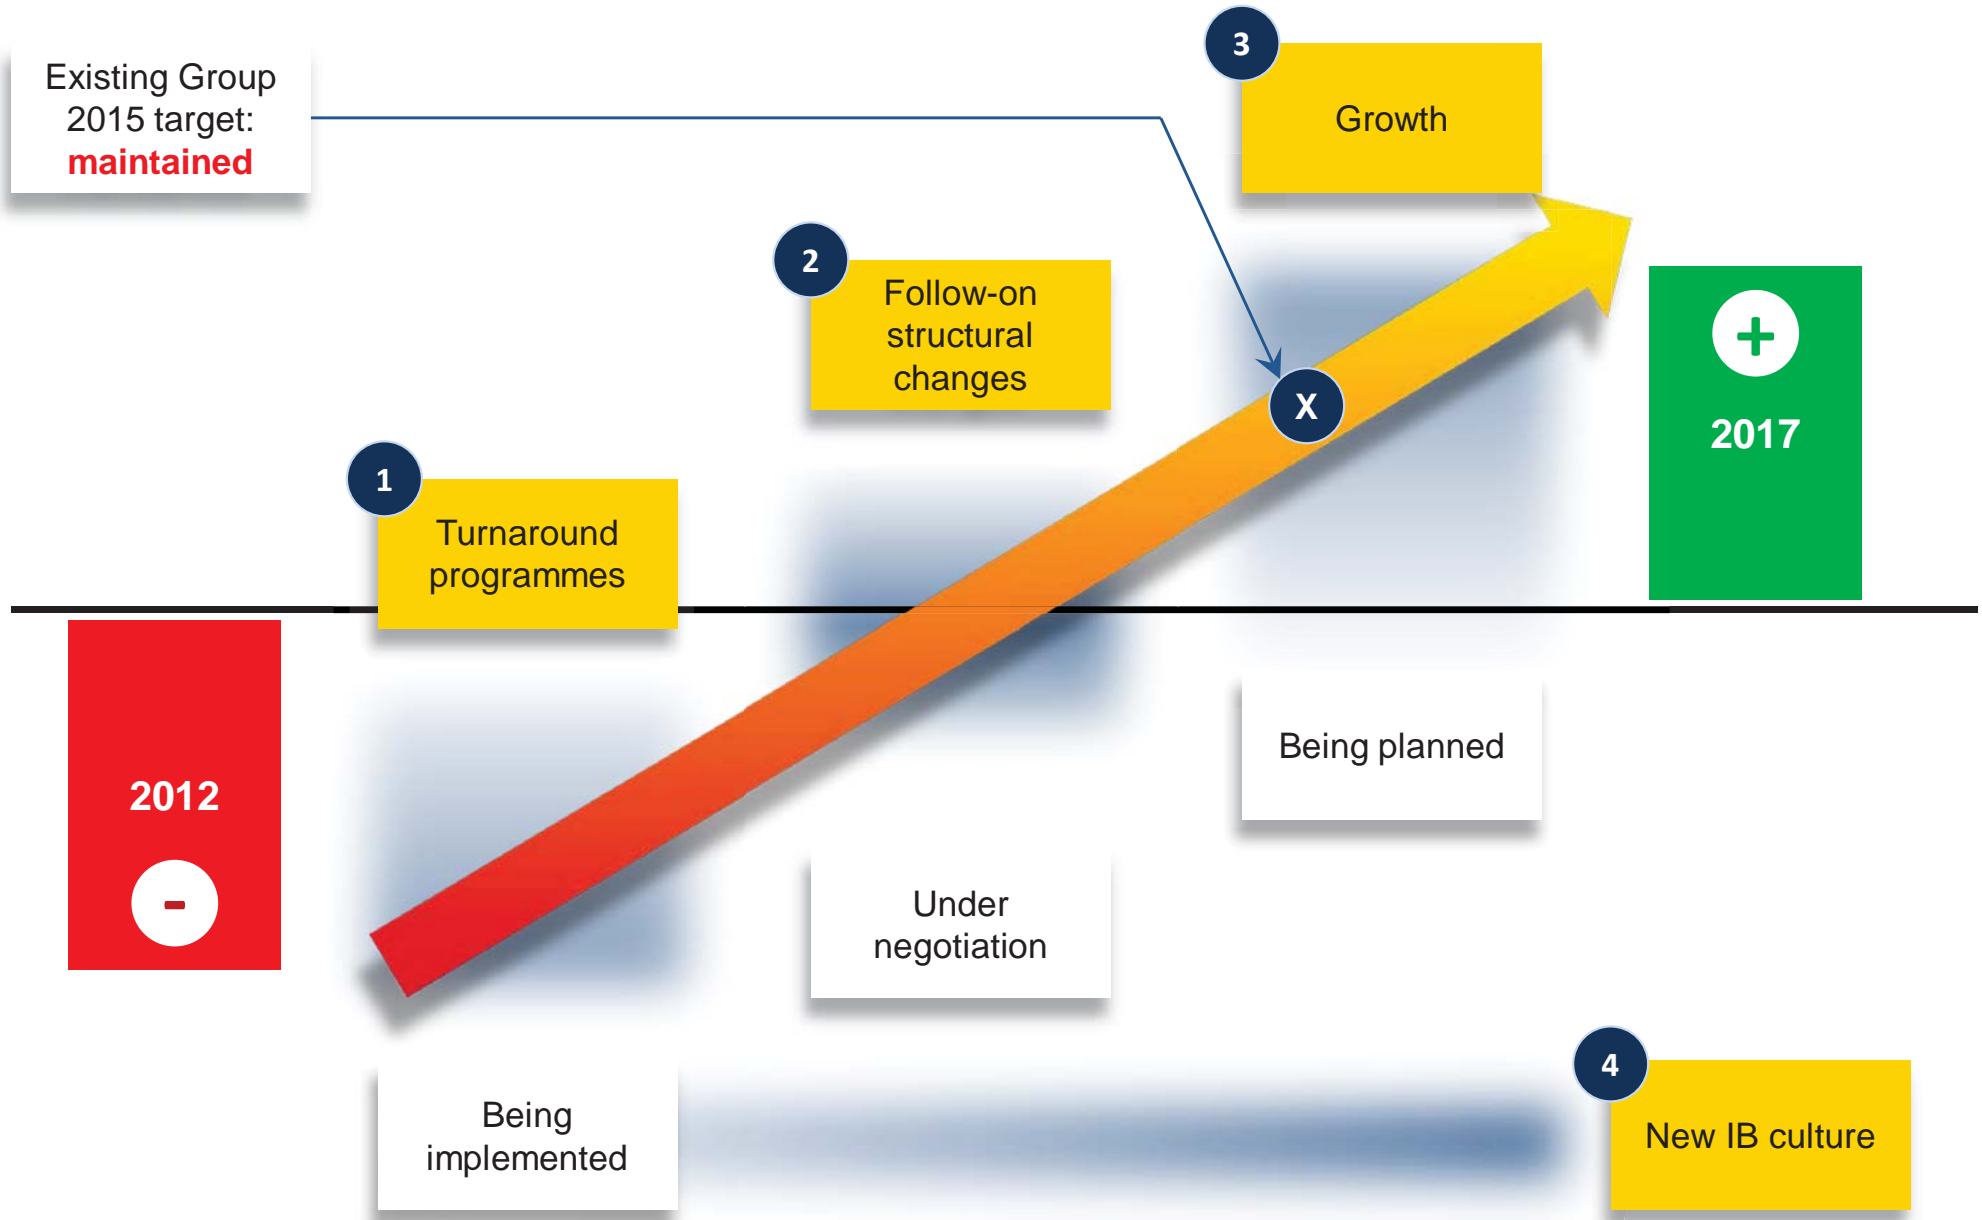 Existing Group
2015 target:
maintained
3
Growth
2
Follow-on
structural
changes
+
2017
X
1
Turnaround
programmes
2012
-
Being planned
Under
negotiation
Being
implemented
4
New IB culture